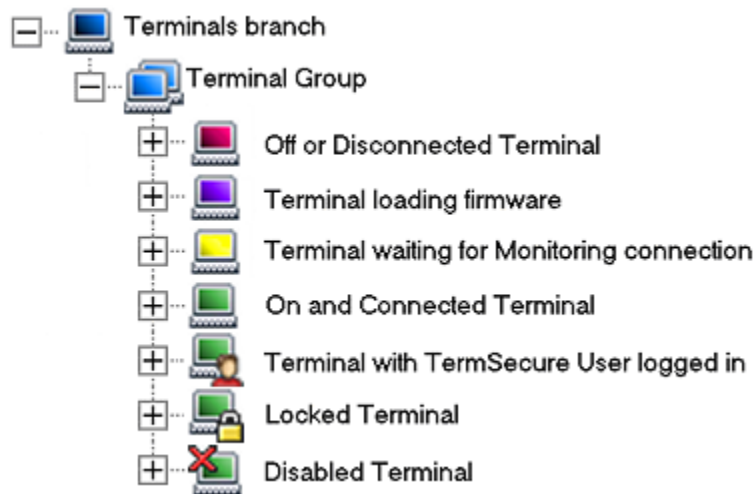 Terminals branch
Terminal Group
Off or Disconnected Terminal
Terminal loading firmware
Terminal waiting for Monitoring connection
On and Connected Terminal
Terminal with TermSecure User logged in
Locked Terminal
Disabled Terminal